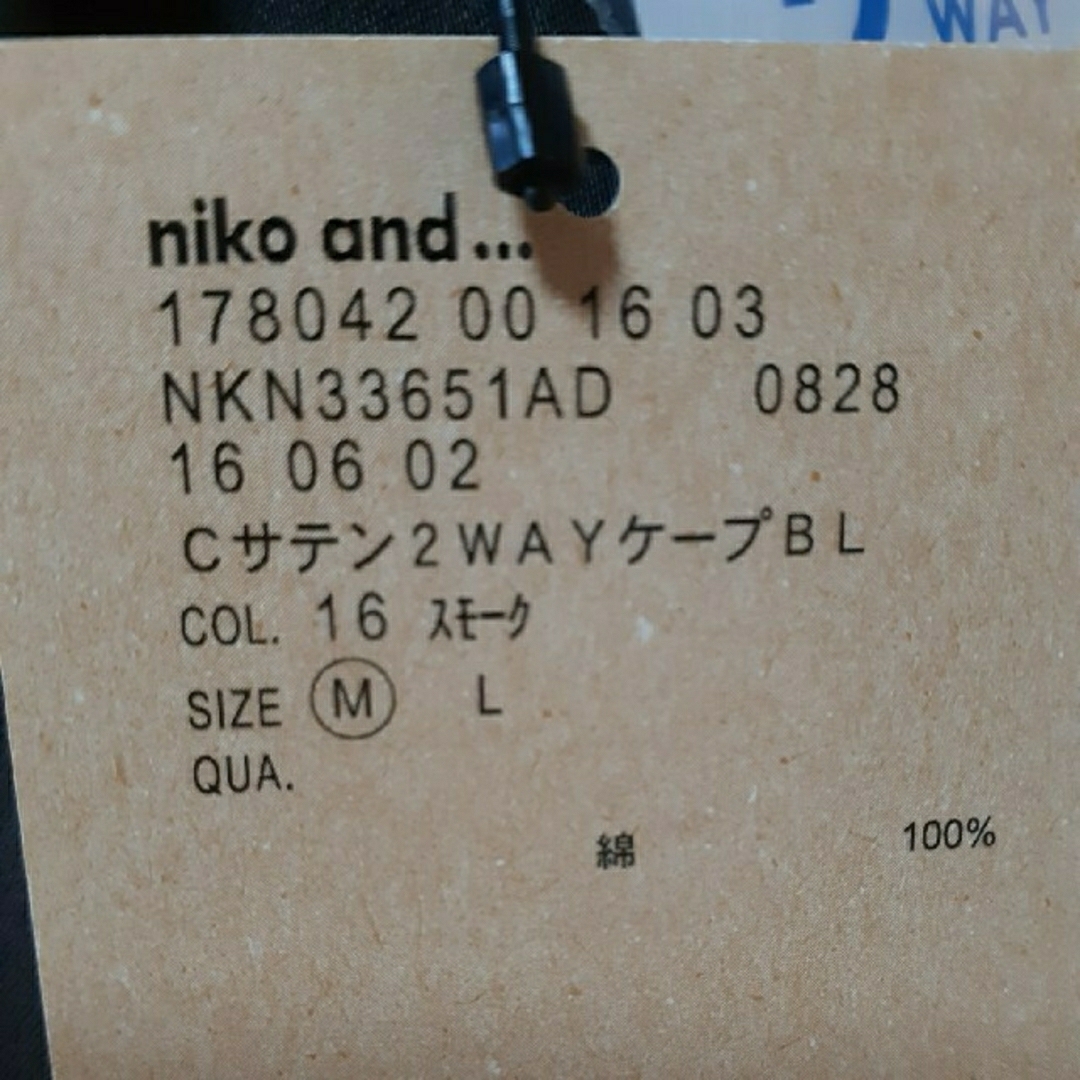 WAY
niko and...
178042 00 16 03
NKN33651AD 0828
16 06 02
Cサテン2WAYケープBL
COL. 16 ｽﾓｰｸ
SIZE M L
QUA.
綿 100%